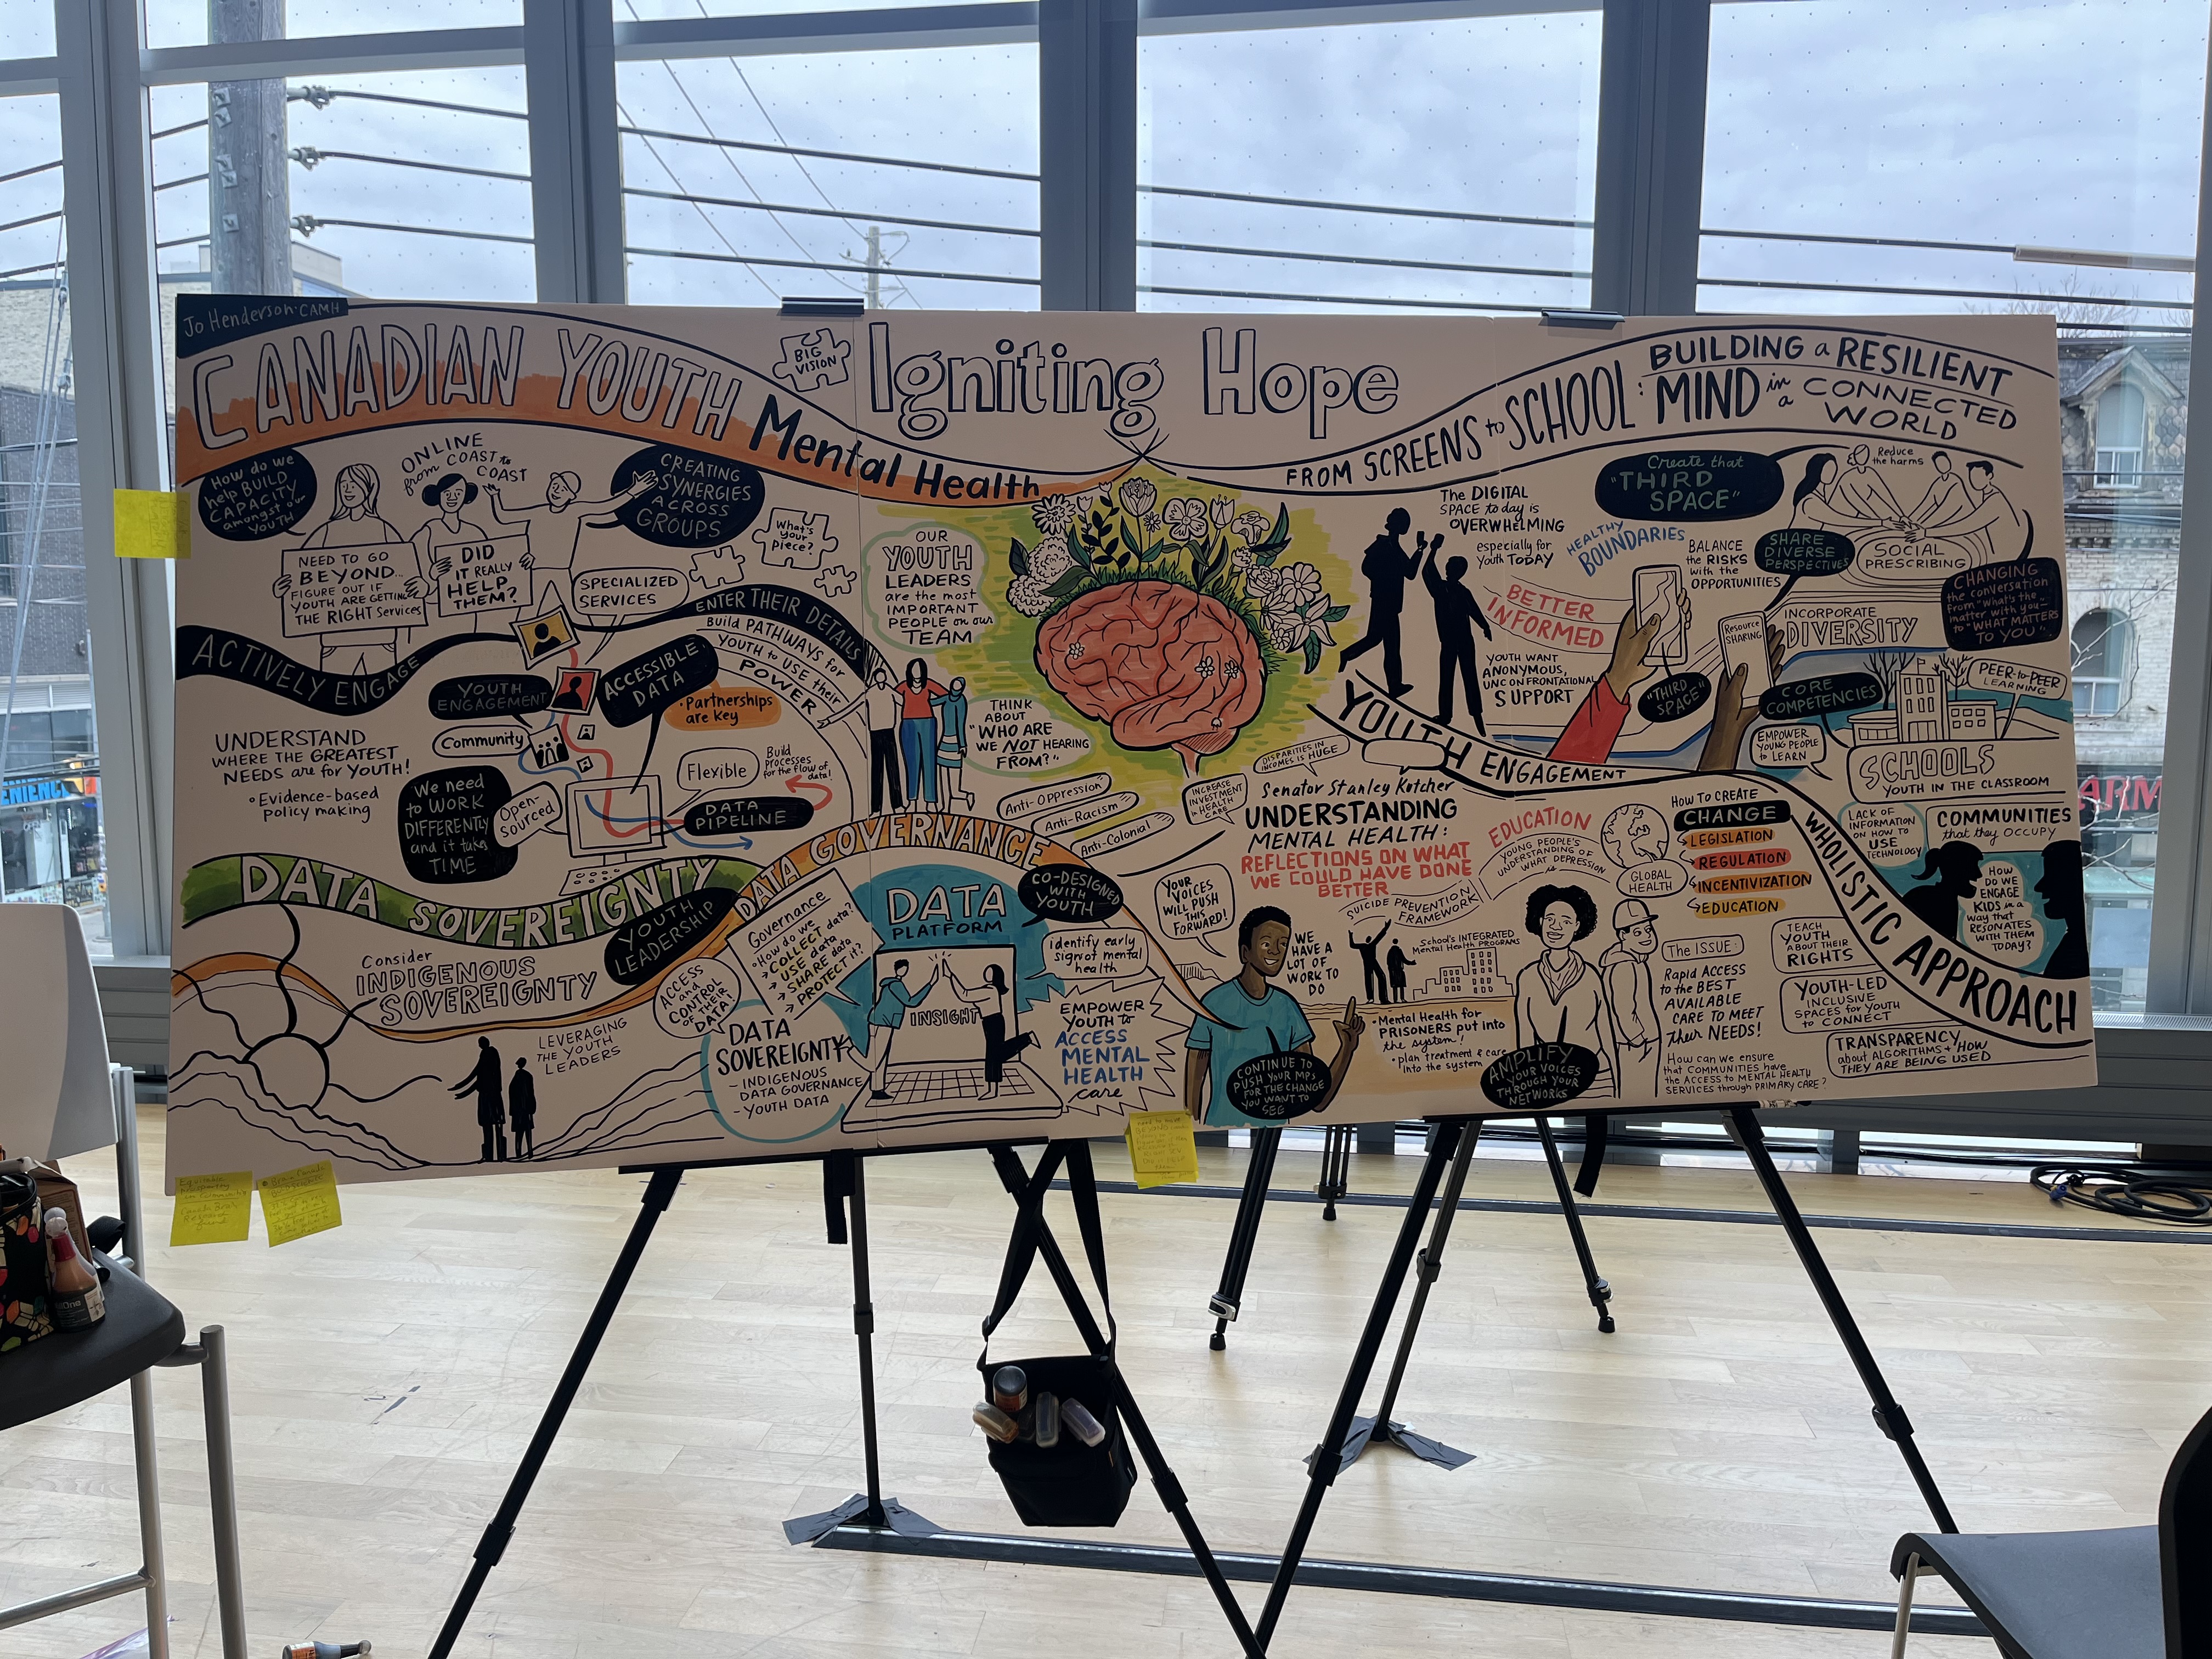 Jo Henderson · CAMH
CANADIAN YOUTH
Mental Health
BIG
VISION
Igniting Hope
FROM SCREENS to SCHOOL:
BUILDING a RESILIENT
MIND in a CONNECTED
WORLD
How do we
help BUILD
CAPACITY
amongst our
YOUTH
ONLINE
from COAST to
COAST
CREATING
SYNERGIES
ACROSS
GROUPS
NEED TO GO
BEYOND...
FIGURE OUT IF
YOUTH ARE GETTING
THE RIGHT Services
DID
IT REALLY
HELP
THEM?
SPECIALIZED
SERVICES
What's
your
piece?
ACTIVELY ENGAGE
ENTER THEIR DETAILS
Build PATHWAYS for
YOUTH to USE their
POWER
YOUTH
ENGAGEMENT
ACCESSIBLE
DATA
• Partnerships
are key
Community
UNDERSTAND
WHERE the GREATEST
NEEDS are for YOUTH!
• Evidence-based
policy making
We need
to WORK
DIFFERENTLY
and it takes
TIME
Open-
sourced
Flexible
Build
processes
for the flow of
data!
DATA
PIPELINE
DATA SOVEREIGNTY
YOUTH
LEADERSHIP
Consider
INDIGENOUS
SOVEREIGNTY
LEVERAGING
THE YOUTH
LEADERS
ACCESS
and
CONTROL
OF THEIR
DATA!
DATA GOVERNANCE
Governance
• How do we
→ COLLECT data?
→ USE data
→ SHARE data
→ PROTECT it?
DATA
SOVEREIGNTY
- INDIGENOUS
DATA GOVERNANCE
- YOUTH DATA
DATA
PLATFORM
CO-DESIGNED
WITH
YOUTH
INSIGHT
identify early
signs of mental
health
EMPOWER
YOUTH to
ACCESS
MENTAL
HEALTH
care
OUR
YOUTH
LEADERS
are the most
IMPORTANT
PEOPLE on our
TEAM
THINK
ABOUT
"WHO ARE
WE NOT HEARING
FROM?"
Anti-Oppression
Anti-Racism
Anti-Colonial
DISPARITIES IN
INCOMES IS HUGE
INCREASE
INVESTMENT
in HEALTH
CARE
Senator Stanley Kutcher
UNDERSTANDING
MENTAL HEALTH:
REFLECTIONS ON WHAT
WE COULD HAVE DONE
BETTER
YOUR
VOICES
WILL PUSH
THIS
FORWARD!
WE
HAVE A
LOT OF
WORK TO
DO
CONTINUE TO
PUSH YOUR MPs
FOR THE CHANGE
YOU WANT TO
SEE
SUICIDE PREVENTION
FRAMEWORK
School's INTEGRATED
Mental Health PROGRAMS
• Mental Health for
PRISONERS put into
the system!
• plan treatment & care
into the system
EDUCATION
YOUNG PEOPLE'S
UNDERSTANDING OF
WHAT DEPRESSION
is
GLOBAL
HEALTH
HOW TO CREATE
CHANGE
LEGISLATION
REGULATION
INCENTIVIZATION
EDUCATION
AMPLIFY
YOUR VOICES
THROUGH YOUR
NETWORKS
The ISSUE:
Rapid ACCESS
to the BEST
AVAILABLE
CARE TO MEET
their NEEDS!
How can we ensure
that COMMUNITIES have
the ACCESS to MENTAL HEALTH
SERVICES through PRIMARY CARE?
The DIGITAL
SPACE today is
OVERWHELMING
especially for
Youth TODAY
HEALTHY
BOUNDARIES
BETTER
INFORMED
YOUTH WANT
ANONYMOUS,
UNCONFRONTATIONAL
SUPPORT
YOUTH ENGAGEMENT
Create that
"THIRD
SPACE"
BALANCE
the RISKS
with the
OPPORTUNITIES
SHARE
DIVERSE
PERSPECTIVES
Reduce
the harms
SOCIAL
PRESCRIBING
CHANGING
the conversation
from "What's the
matter with you"
to "WHAT MATTERS
TO YOU"
Resource
SHARING
"THIRD
SPACE"
INCORPORATE
DIVERSITY
CORE
COMPETENCIES
PEER-to-PEER
LEARNING
EMPOWER
YOUNG PEOPLE
to LEARN
SCHOOLS
YOUTH IN THE CLASSROOM
LACK OF
INFORMATION
ON HOW TO
USE
TECHNOLOGY
COMMUNITIES
that they OCCUPY
HOW
DO WE
ENGAGE
KIDS in a
way that
RESONATES
WITH THEM
TODAY?
WHOLISTIC APPROACH
TEACH
YOUTH
ABOUT THEIR
RIGHTS
YOUTH-LED
INCLUSIVE
SPACES for YOUTH
to CONNECT
TRANSPARENCY
about ALGORITHMS & HOW
THEY ARE BEING USED